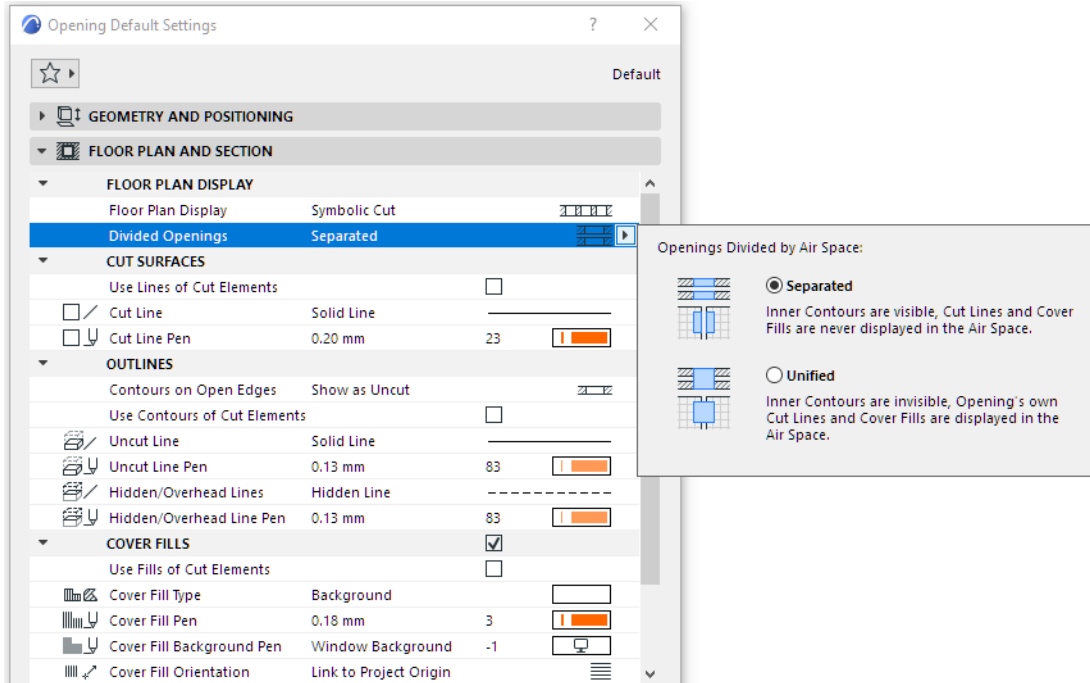 Opening Default Settings ?
Default
GEOMETRY AND POSITIONING
FLOOR PLAN AND SECTION
FLOOR PLAN DISPLAY
Floor Plan Display Symbolic Cut
Divided Openings Separated
CUT SURFACES
Use Lines of Cut Elements
Cut Line Solid Line
Cut Line Pen 0.20 mm 23
OUTLINES
Contours on Open Edges Show as Uncut
Use Contours of Cut Elements
Uncut Line Solid Line
Uncut Line Pen 0.13 mm 83
Hidden/Overhead Lines Hidden Line
Hidden/Overhead Line Pen 0.13 mm 83
COVER FILLS
Use Fills of Cut Elements
Cover Fill Type Background
Cover Fill Pen 0.18 mm 3
Cover Fill Background Pen Window Background -1
Cover Fill Orientation Link to Project Origin
Openings Divided by Air Space:
Separated
Inner Contours are visible, Cut Lines and Cover
Fills are never displayed in the Air Space.
Unified
Inner Contours are invisible, Opening's own
Cut Lines and Cover Fills are displayed in the
Air Space.